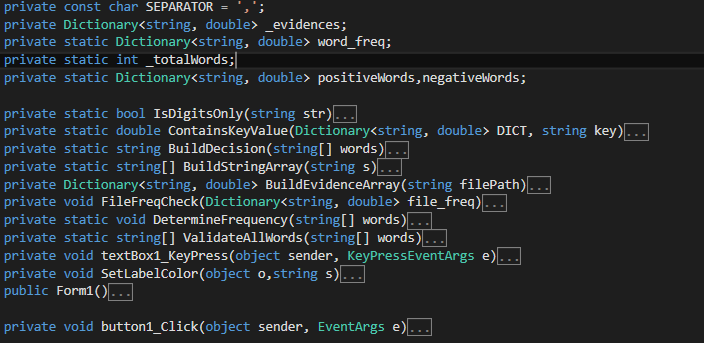 private const char SEPARATOR = ',';
private Dictionary<string, double> _evidences;
private static Dictionary<string, double> word_freq;
private static int _totalWords;
private static Dictionary<string, double> positiveWords,negativeWords;
private static bool IsDigitsOnly(string str)...
private static double ContainsKeyValue(Dictionary<string, double> DICT, string key)...
private static string BuildDecision(string[] words)...
private static string[] BuildStringArray(string s)...
private Dictionary<string, double> BuildEvidenceArray(string filePath)...
private void FileFreqCheck(Dictionary<string, double> file_freq)...
private static void DetermineFrequency(string[] words)...
private static string[] ValidateAllWords(string[] words)...
private void textBox1_KeyPress(object sender, KeyPressEventArgs e)...
private void SetLabelColor(object o,string s)...
public Form1()...
private void button1_Click(object sender, EventArgs e)...